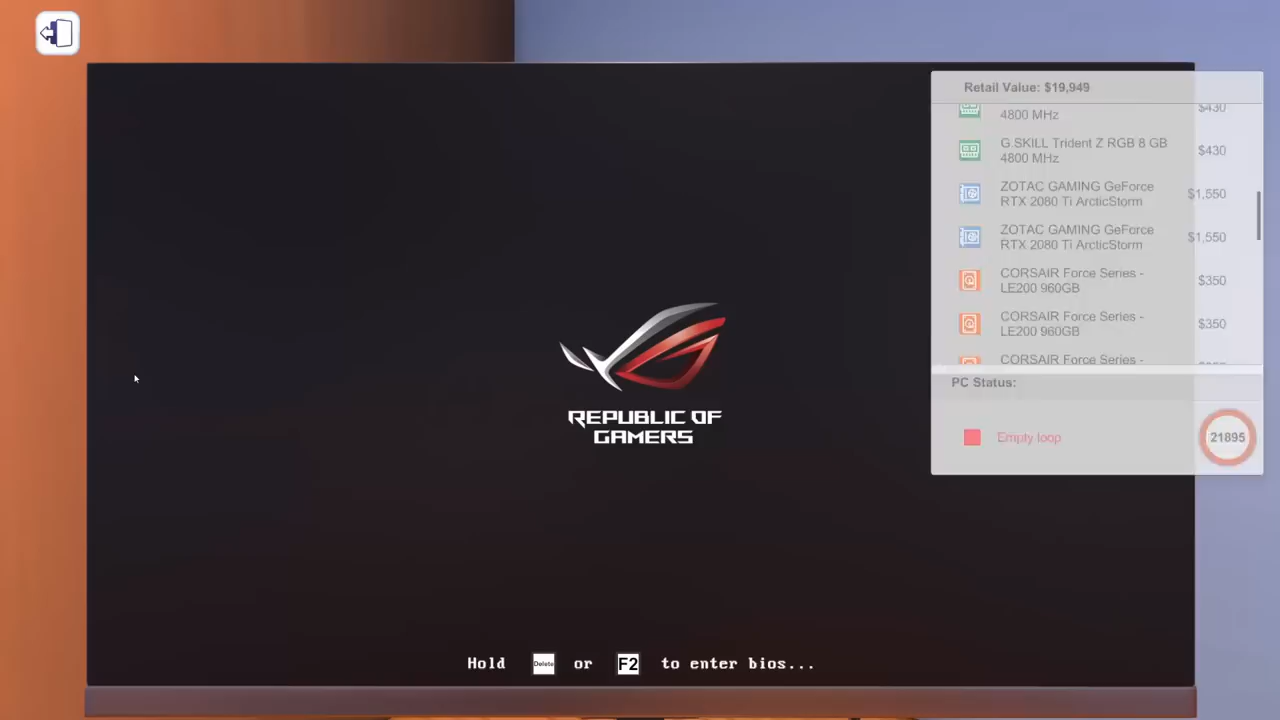 Retail Value: $19,949
4800 MHz
$430
G.SKILL Trident Z RGB 8 GB
4800 MHz
$430
ZOTAC GAMING GeForce
RTX 2080 Ti ArcticStorm
$1,550
ZOTAC GAMING GeForce
RTX 2080 Ti ArcticStorm
$1,550
CORSAIR Force Series -
LE200 960GB
$350
CORSAIR Force Series -
LE200 960GB
$350
CORSAIR Force Series -
PC Status:
Empty loop
21895
REPUBLIC OF
GAMERS
Hold Delete or F2 to enter bios...